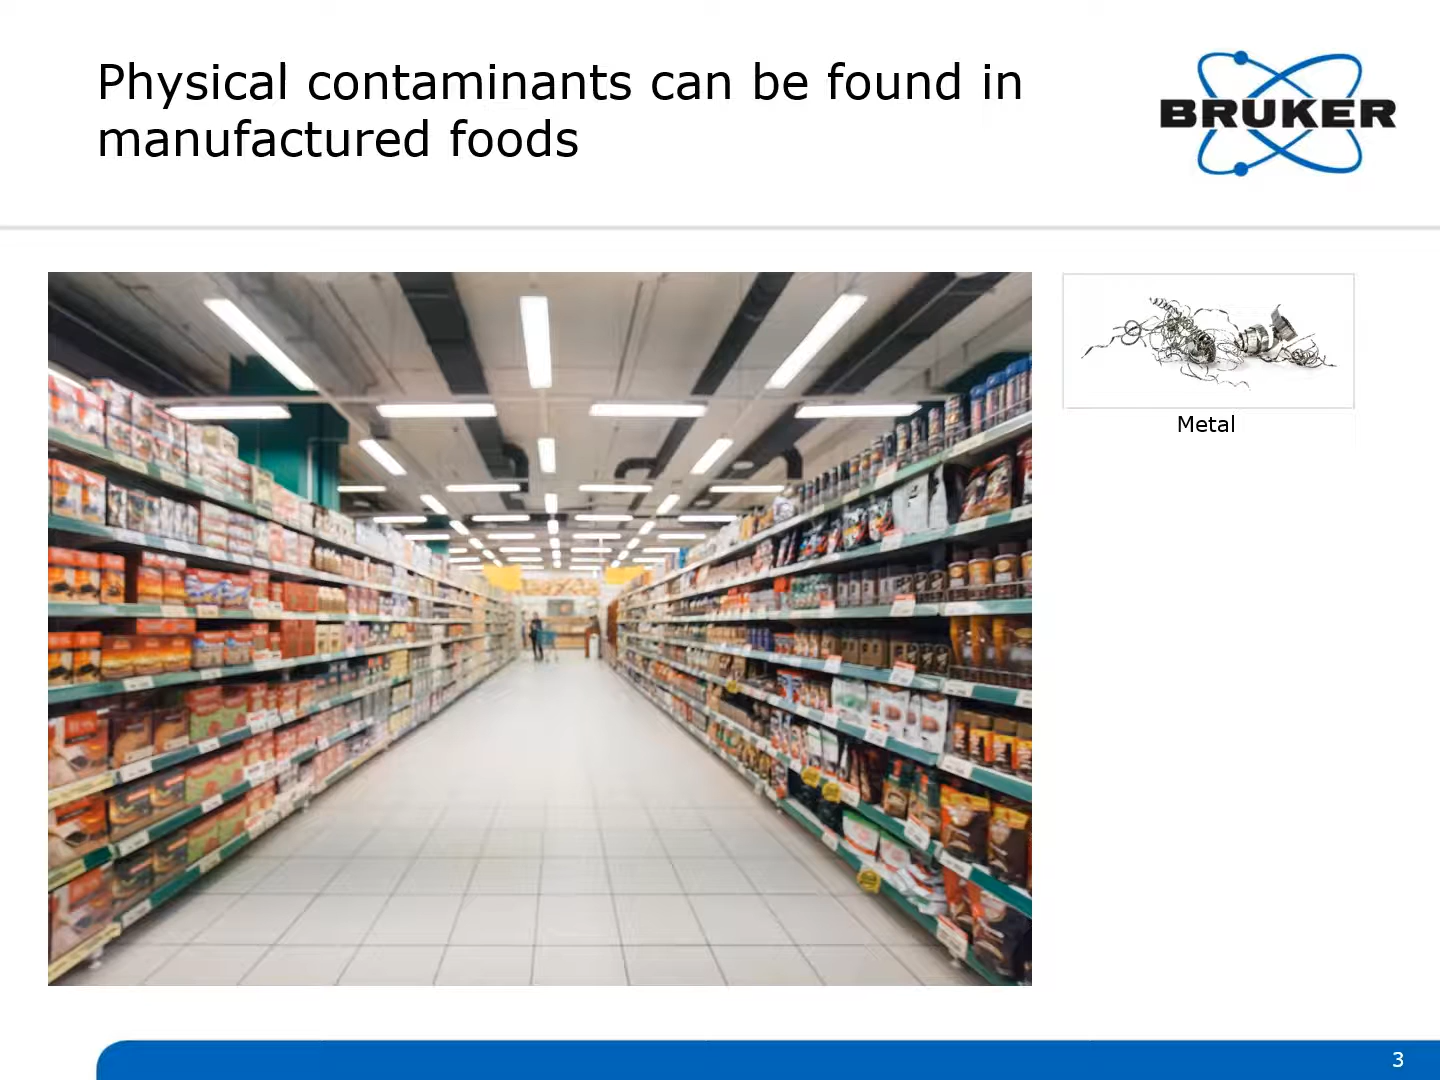 Physical contaminants can be found in
manufactured foods
BRUKER
Metal
3